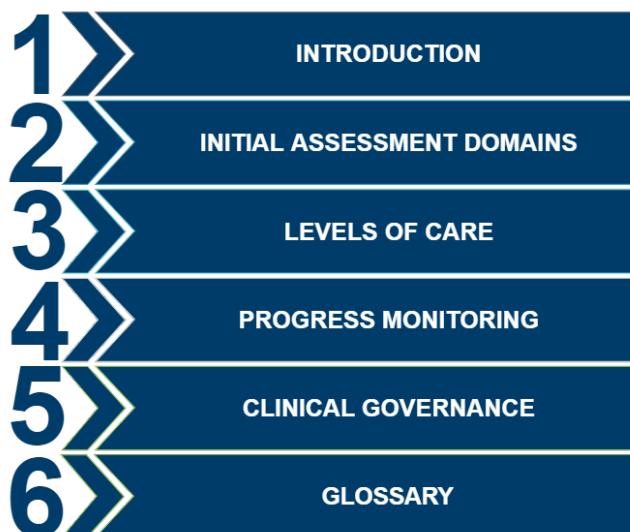 1 INTRODUCTION
2 INITIAL ASSESSMENT DOMAINS
3 LEVELS OF CARE
4 PROGRESS MONITORING
5 CLINICAL GOVERNANCE
6 GLOSSARY